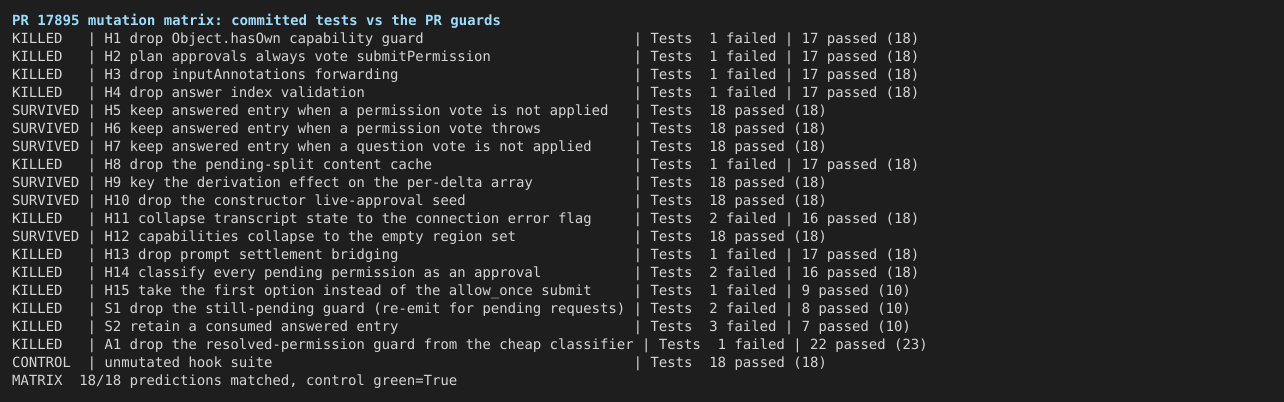 PR 17895 mutation matrix: committed tests vs the PR guards
KILLED   | H1 drop Object.hasOwn capability guard                         | Tests  1 failed | 17 passed (18)
KILLED   | H2 plan approvals always vote submitPermission                 | Tests  1 failed | 17 passed (18)
KILLED   | H3 drop inputAnnotations forwarding                            | Tests  1 failed | 17 passed (18)
KILLED   | H4 drop answer index validation                                | Tests  1 failed | 17 passed (18)
SURVIVED | H5 keep answered entry when a permission vote is not applied   | Tests  18 passed (18)
SURVIVED | H6 keep answered entry when a permission vote throws           | Tests  18 passed (18)
SURVIVED | H7 keep answered entry when a question vote is not applied     | Tests  18 passed (18)
KILLED   | H8 drop the pending-split content cache                        | Tests  1 failed | 17 passed (18)
SURVIVED | H9 key the derivation effect on the per-delta array            | Tests  18 passed (18)
SURVIVED | H10 drop the constructor live-approval seed                    | Tests  18 passed (18)
KILLED   | H11 collapse transcript state to the connection error flag     | Tests  2 failed | 16 passed (18)
SURVIVED | H12 capabilities collapse to the empty region set              | Tests  18 passed (18)
KILLED   | H13 drop prompt settlement bridging                            | Tests  1 failed | 17 passed (18)
KILLED   | H14 classify every pending permission as an approval           | Tests  2 failed | 16 passed (18)
KILLED   | H15 take the first option instead of the allow_once submit     | Tests  1 failed | 9 passed (10)
KILLED   | S1 drop the still-pending guard (re-emit for pending requests) | Tests  2 failed | 8 passed (10)
KILLED   | S2 retain a consumed answered entry                            | Tests  3 failed | 7 passed (10)
KILLED   | A1 drop the resolved-permission guard from the cheap classifier | Tests  1 failed | 22 passed (23)
CONTROL  | unmutated hook suite                                           | Tests  18 passed (18)
MATRIX  18/18 predictions matched, control green=True